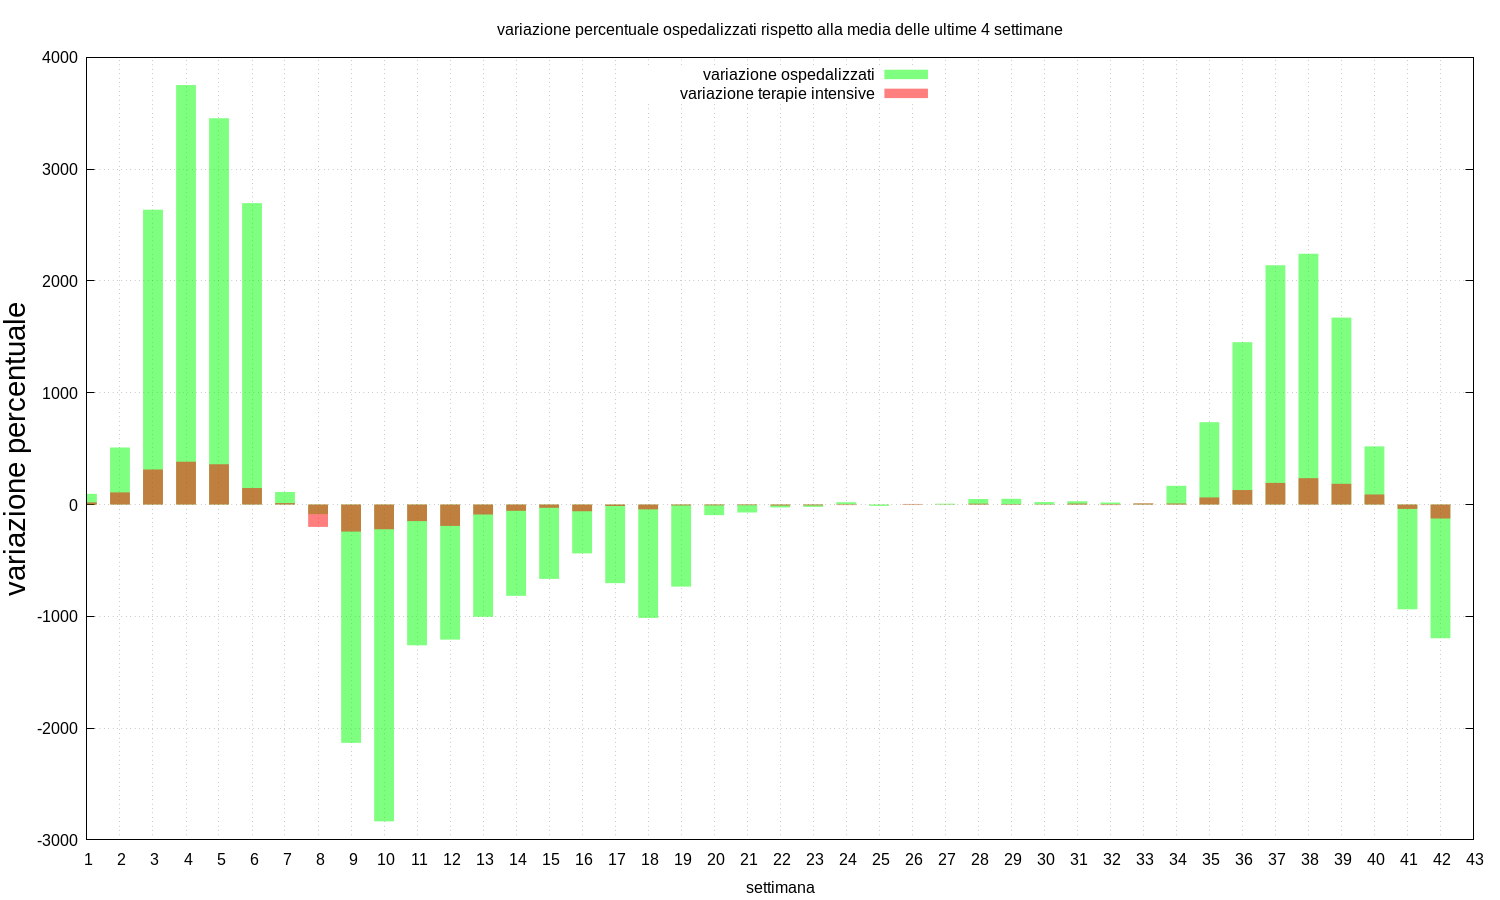 variazione percentuale ospedalizzati rispetto alla media delle ultime 4 settimane
variazione ospedalizzati
variazione terapie intensive
4000
3000
2000
1000
0
-1000
-2000
-3000
variazione percentuale
1 2 3 4 5 6 7 8 9 10 11 12 13 14 15 16 17 18 19 20 21 22 23 24 25 26 27 28 29 30 31 32 33 34 35 36 37 38 39 40 41 42 43
settimana